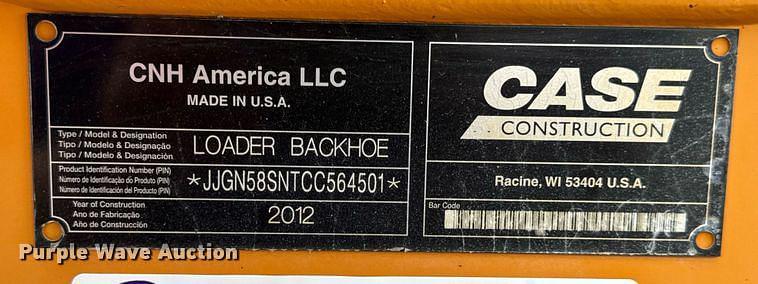 CNH America LLC
MADE IN U.S.A.
Type / Model & Designation
Tipo / Modelo & Designação
Tipo / Modelo & Designación
LOADER BACKHOE
Product Identification Number (PIN)
Número de Identificação do Produto (PIN)
Número de Identificación del Producto (PIN)
*JJGN58SNTCC564501*
Year of Construction
Ano de Fabricação
Año de Construcción
2012
CASE
CONSTRUCTION
Racine, WI 53404 U.S.A.
Bar Code
Purple Wave Auction